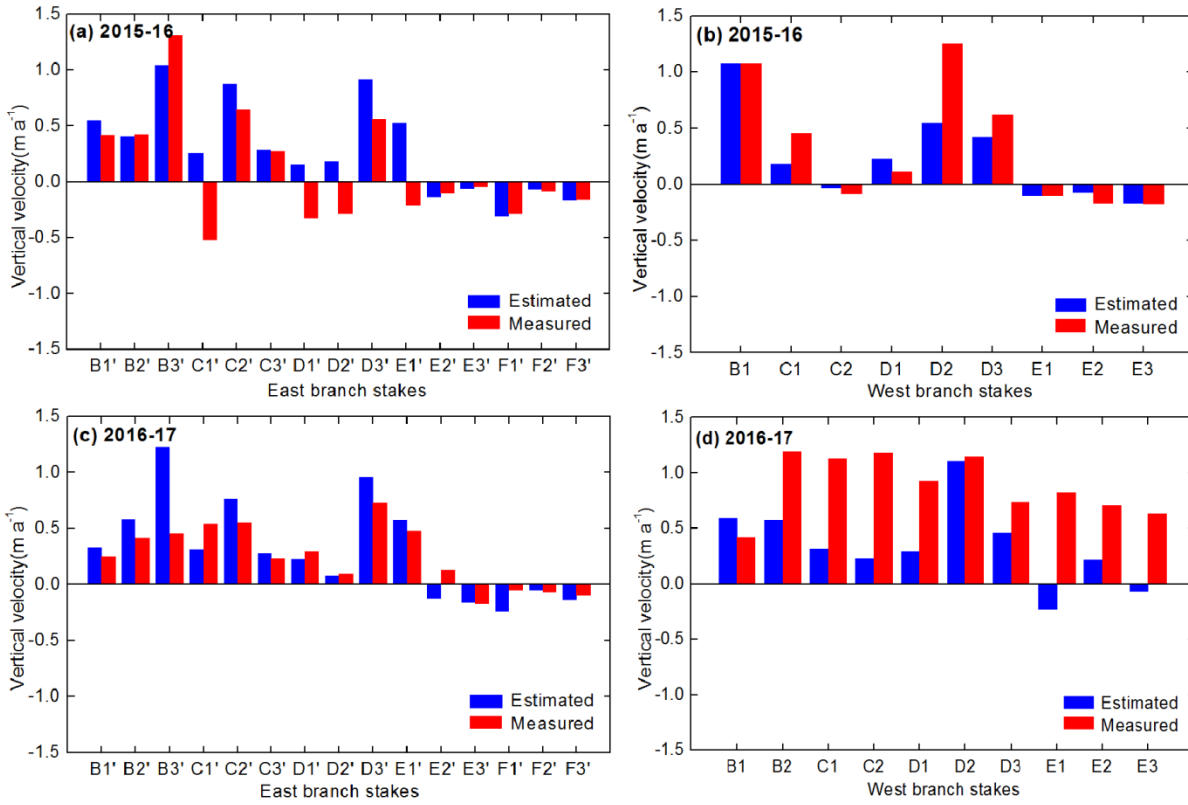 (a) 2015-16
Vertical velocity(m a⁻¹)
1.5
1.0
0.5
0.0
-0.5
-1.0
-1.5
Estimated
Measured
B1' B2' B3' C1' C2' C3' D1' D2' D3' E1' E2' E3' F1' F2' F3'
East branch stakes
(b) 2015-16
Vertical velocity(m a⁻¹)
1.5
1.0
0.5
0.0
-0.5
-1.0
-1.5
Estimated
Measured
B1 C1 C2 D1 D2 D3 E1 E2 E3
West branch stakes
(c) 2016-17
Vertical velocity(m a⁻¹)
1.5
1.0
0.5
0.0
-0.5
-1.0
-1.5
Estimated
Measured
B1' B2' B3' C1' C2' C3' D1' D2' D3' E1' E2' E3' F1' F2' F3'
East branch stakes
(d) 2016-17
Vertical velocity(m a⁻¹)
1.5
1.0
0.5
0.0
-0.5
-1.0
-1.5
Estimated
Measured
B1 B2 C1 C2 D1 D2 D3 E1 E2 E3
West branch stakes